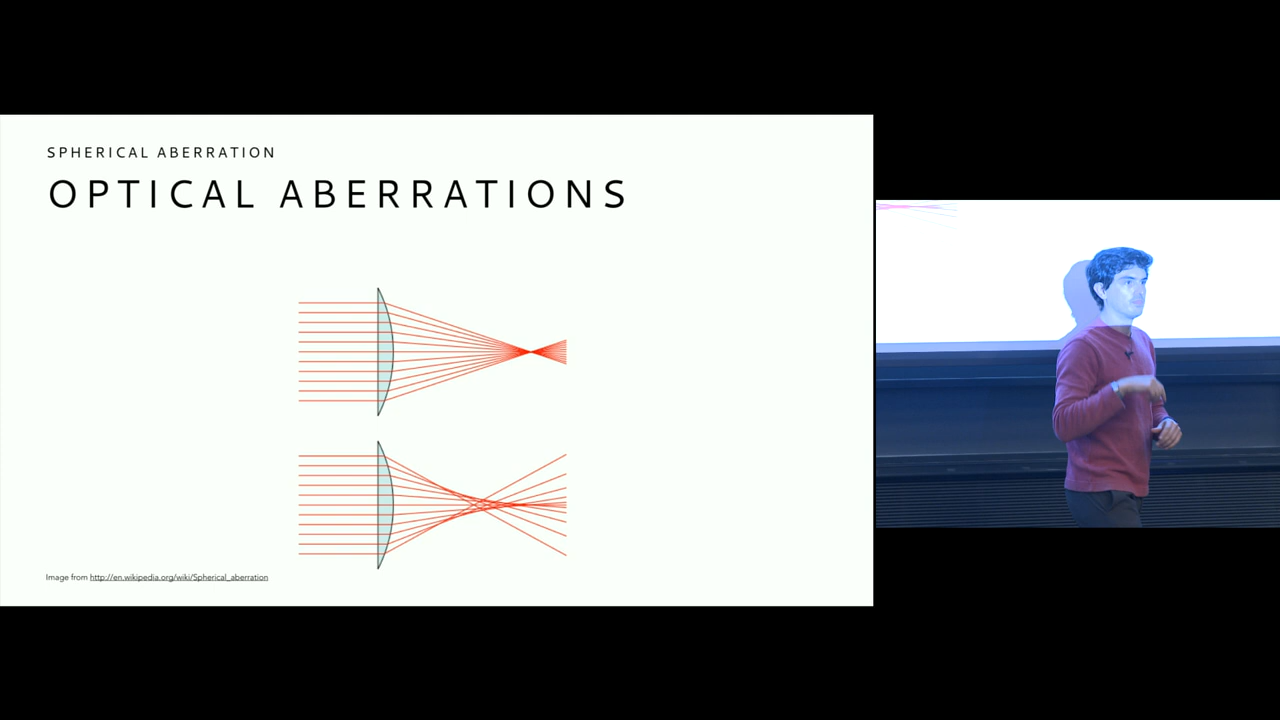 SPHERICAL ABERRATION
OPTICAL ABERRATIONS
Image from http://en.wikipedia.org/wiki/Spherical_aberration